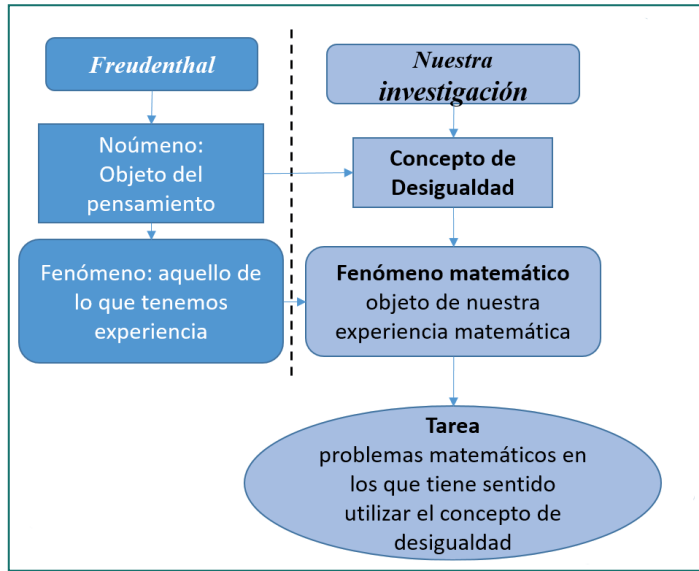 Freudenthal
Noúmeno:
Objeto del
pensamiento
Fenómeno: aquello de
lo que tenemos
experiencia
Nuestra
investigación
Concepto de
Desigualdad
Fenómeno matemático
objeto de nuestra
experiencia matemática
Tarea
problemas matemáticos en
los que tiene sentido
utilizar el concepto de
desigualdad